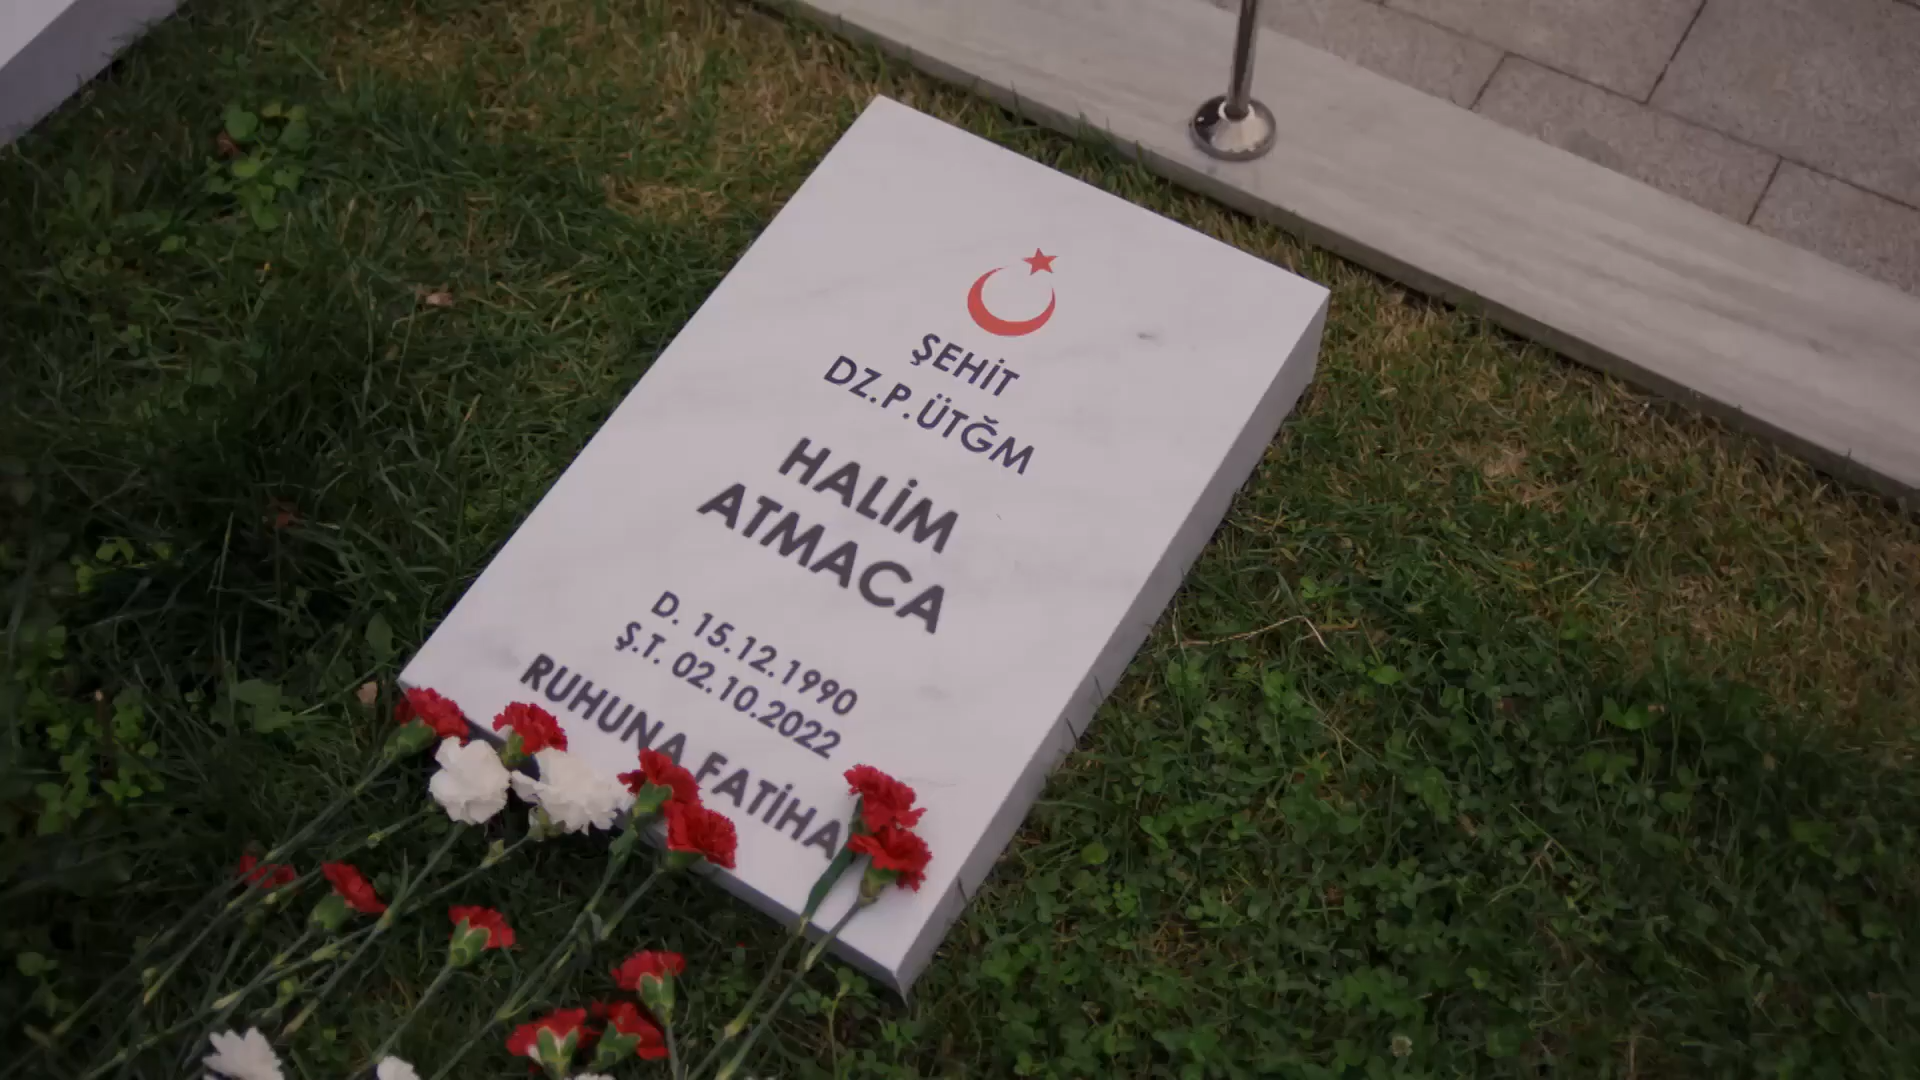 ŞEHİT
DZ.P.ÜTĞM
HALİM
ATMACA
D. 15.12.1990
Ş.T. 02.10.2022
RUHUNA FATİHA